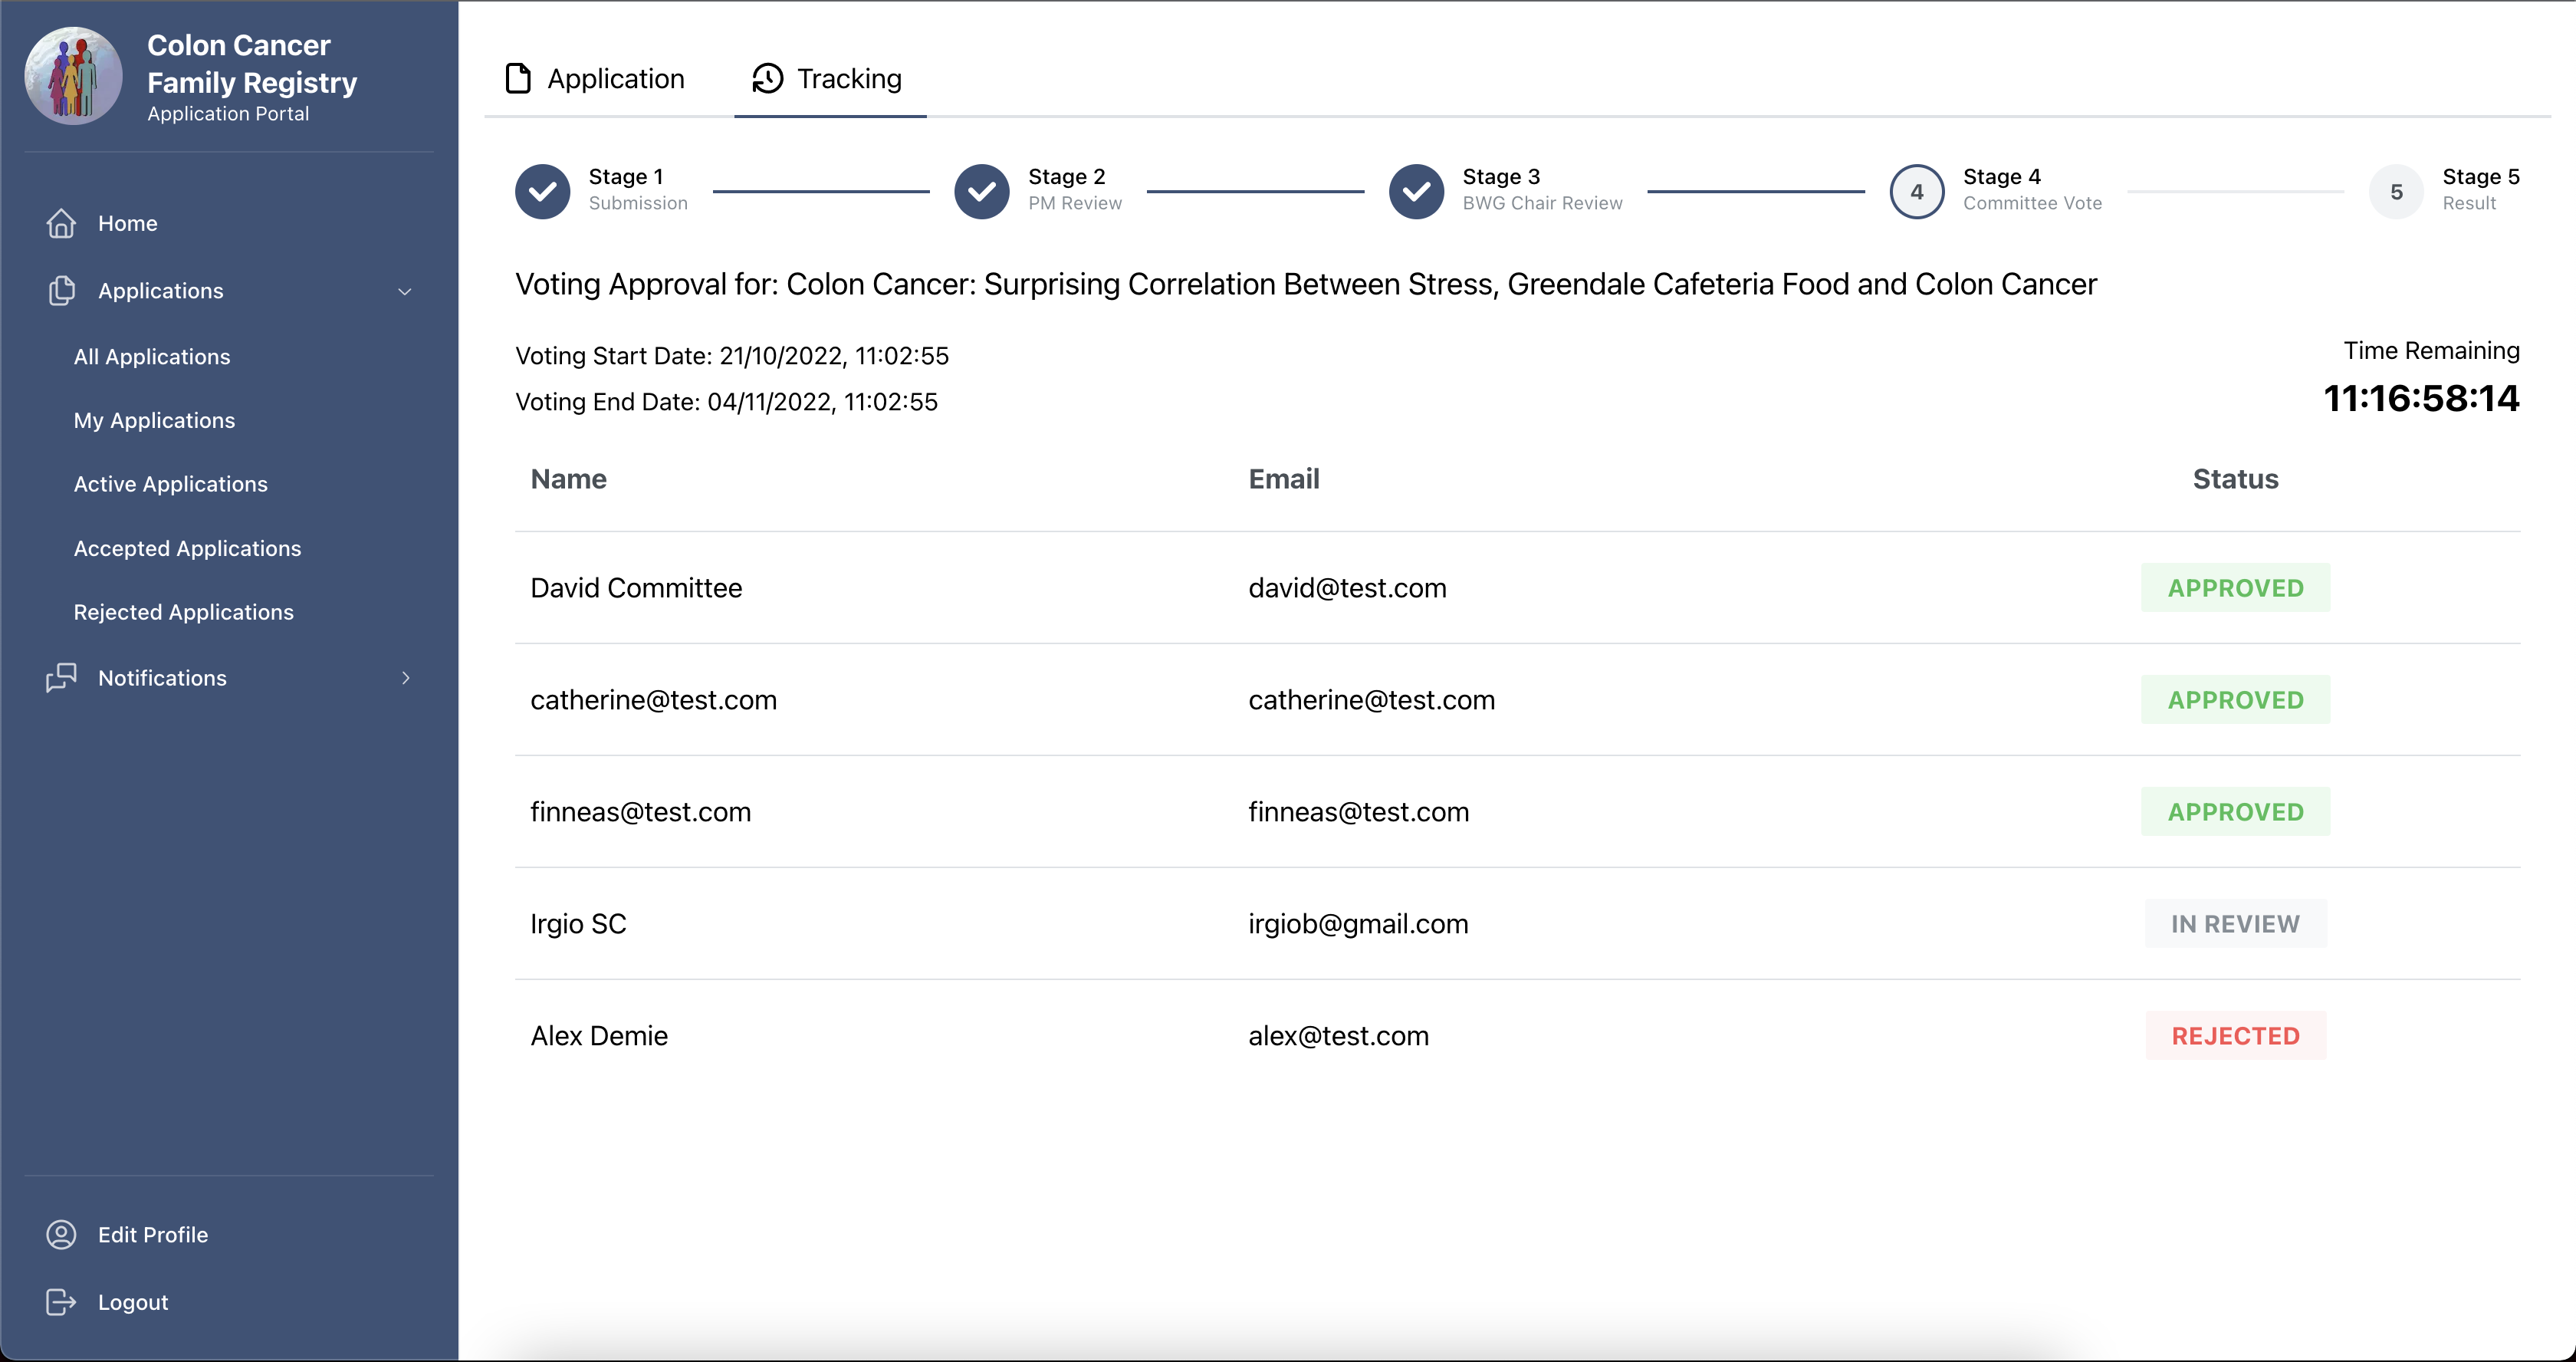 Colon Cancer
Family Registry
Application Portal
Home
Applications
All Applications
My Applications
Active Applications
Accepted Applications
Rejected Applications
Notifications
Edit Profile
Logout
Application
Tracking
Stage 1
Submission
Stage 2
PM Review
Stage 3
BWG Chair Review
4
Stage 4
Committee Vote
5
Stage 5
Result
Voting Approval for: Colon Cancer: Surprising Correlation Between Stress, Greendale Cafeteria Food and Colon Cancer
Voting Start Date: 21/10/2022, 11:02:55
Voting End Date: 04/11/2022, 11:02:55
Time Remaining
11:16:58:14
Name Email Status
David Committee david@test.com APPROVED
catherine@test.com catherine@test.com APPROVED
finneas@test.com finneas@test.com APPROVED
Irgio SC irgiob@gmail.com IN REVIEW
Alex Demie alex@test.com REJECTED